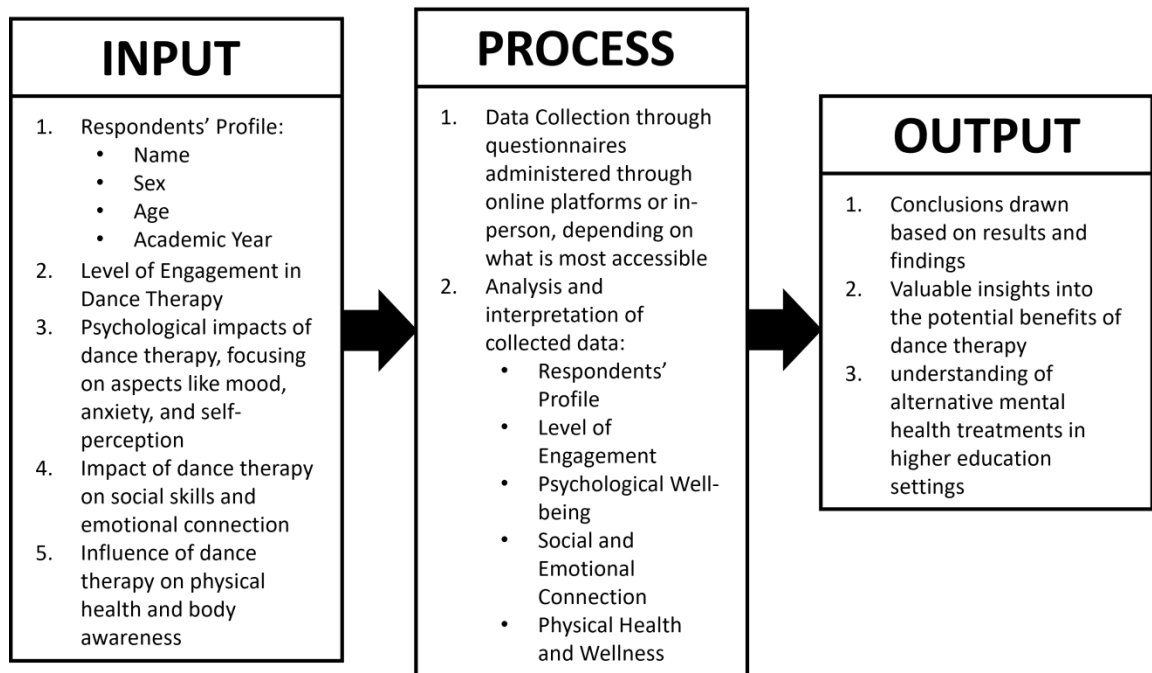 INPUT
1. Respondents' Profile:
• Name
• Sex
• Age
• Academic Year
2. Level of Engagement in
Dance Therapy
3. Psychological impacts of
dance therapy, focusing
on aspects like mood,
anxiety, and self-
perception
4. Impact of dance therapy
on social skills and
emotional connection
5. Influence of dance
therapy on physical
health and body
awareness
PROCESS
1. Data Collection through
questionnaires
administered through
online platforms or in-
person, depending on
what is most accessible
2. Analysis and
interpretation of
collected data:
• Respondents'
Profile
• Level of
Engagement
• Psychological Well-
being
• Social and
Emotional
Connection
• Physical Health
and Wellness
OUTPUT
1. Conclusions drawn
based on results and
findings
2. Valuable insights into
the potential benefits of
dance therapy
3. understanding of
alternative mental
health treatments in
higher education
settings